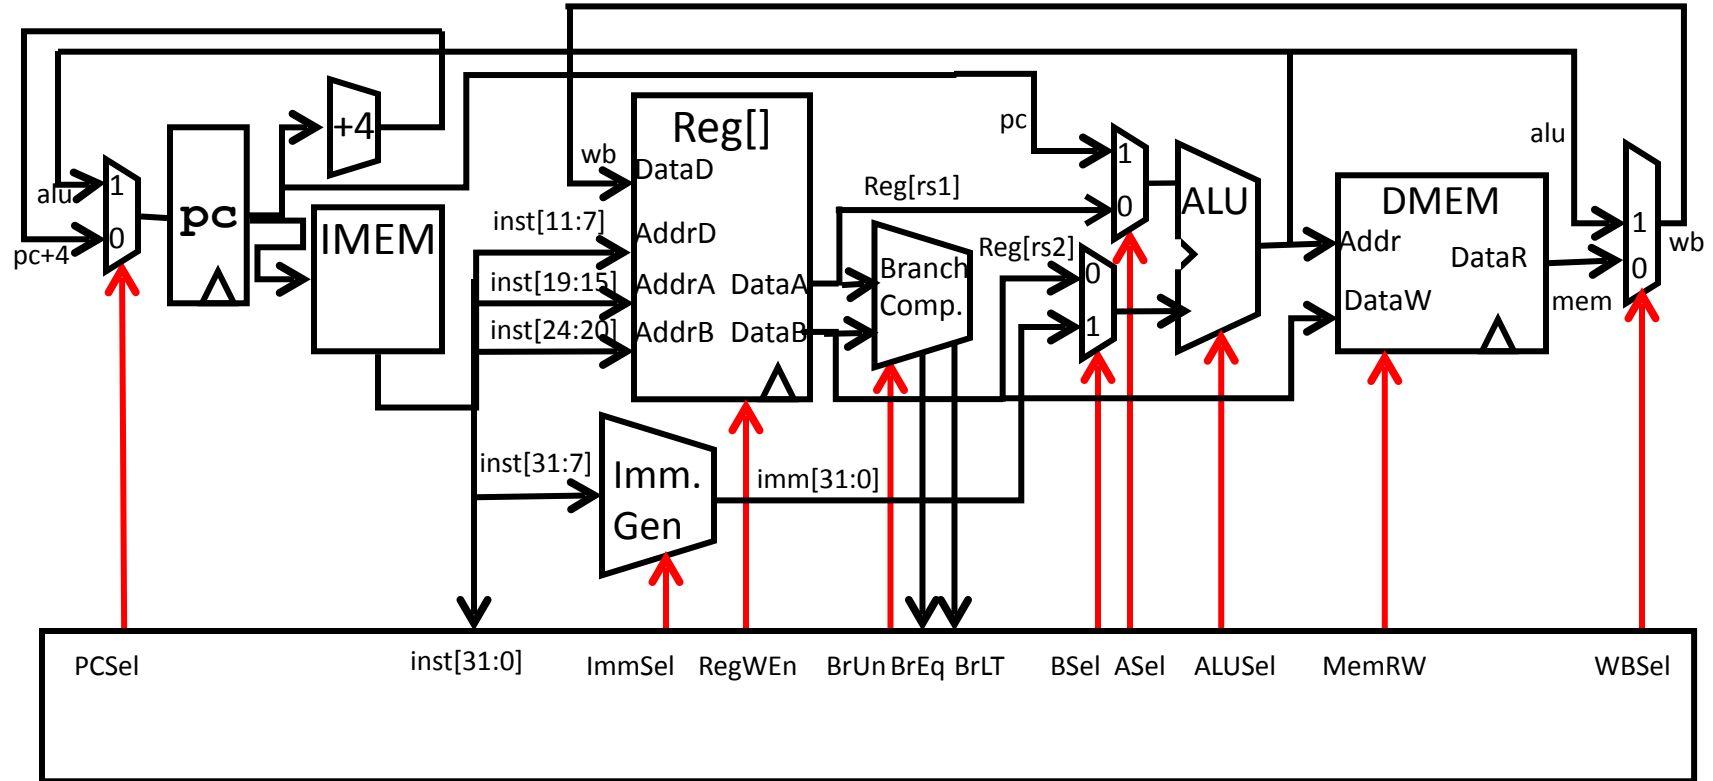 +4
Reg[]
pc
alu
wb
DataD
1
1
ALU
DMEM
alu
1
pc
IMEM
Reg[rs1]
0
0
pc+4
inst[11:7]
AddrD
Reg[rs2]
Addr
DataR
1
wb
0
Branch
Comp.
0
inst[19:15]
AddrA
DataA
DataW
mem
1
inst[24:20]
AddrB
DataB
inst[31:7]
Imm.
Gen
imm[31:0]
PCSel
inst[31:0]
ImmSel
RegWEn
BrUn
BrEq
BrLT
BSel
ASel
ALUSel
MemRW
WBSel